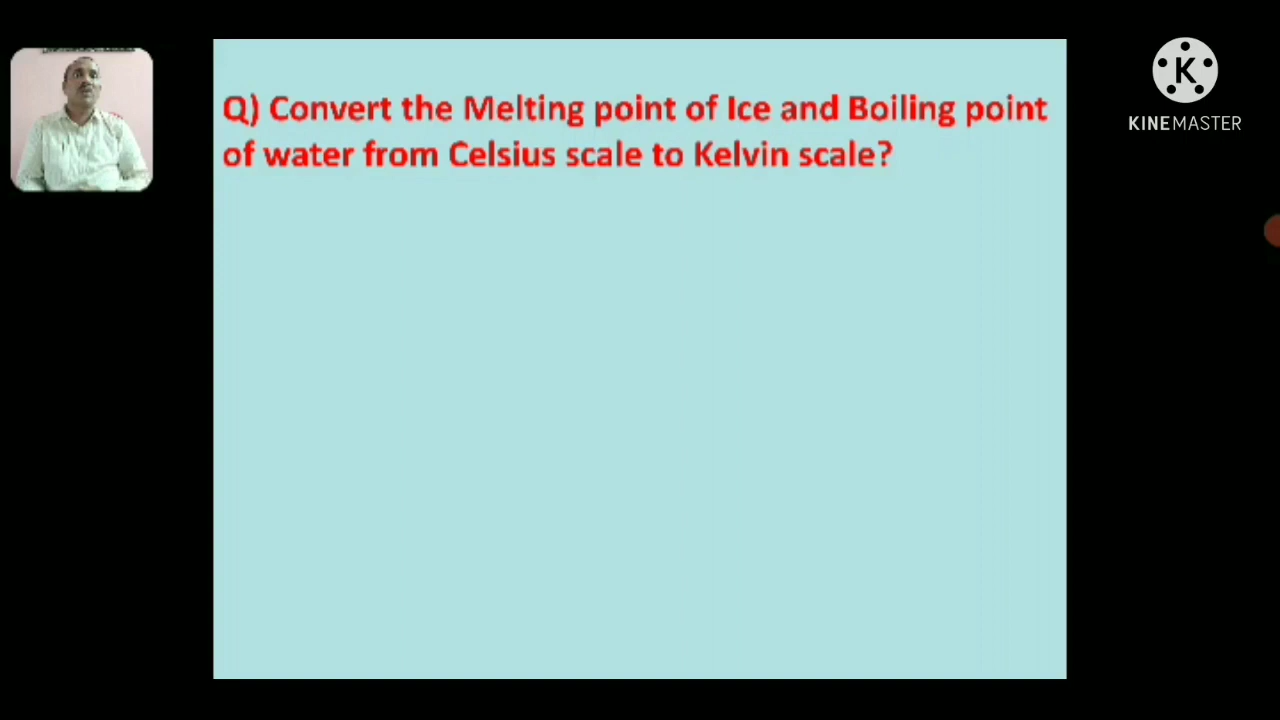 Q) Convert the Melting point of Ice and Boiling point
of water from Celsius scale to Kelvin scale?
K
KINEMASTER